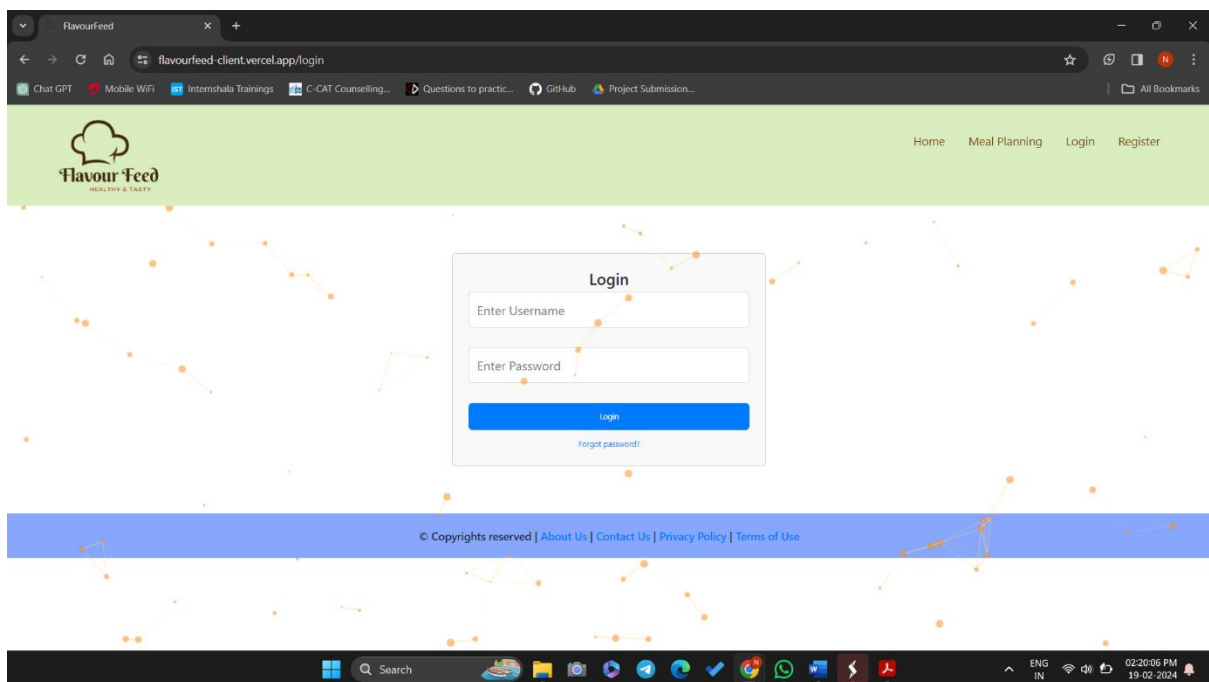 FlavourFeed
flavourfeed-client.vercel.app/login
N
Chat GPT Mobile WiFi IST Internshala Trainings C-CAT Counselling... Questions to practic... GitHub Project Submission... All Bookmarks
Flavour Feed
HEALTHY & TASTY
Home Meal Planning Login Register
Login
Enter Username
Enter Password
Login
Forgot password?
© Copyrights reserved | About Us | Contact Us | Privacy Policy | Terms of Use
Search
ENG
IN
02:20:06 PM
19-02-2024